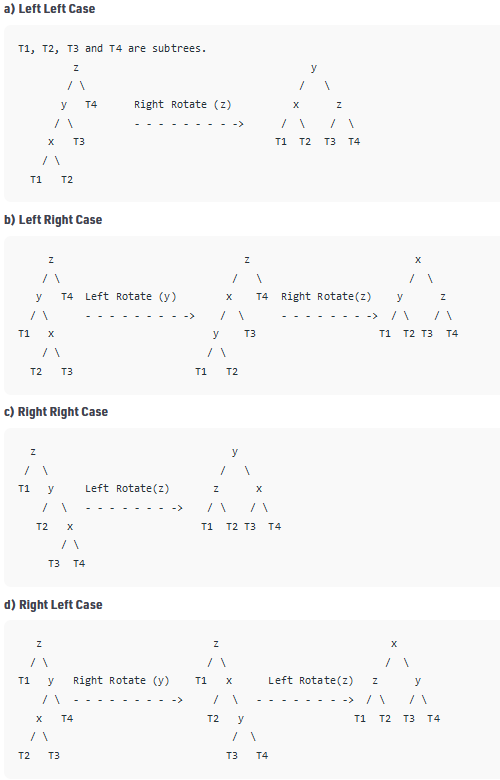 a) Left Left Case
T1, T2, T3 and T4 are subtrees.
z y
/ \ / \
y T4 Right Rotate (z) x z
/ \ - - - - - - - - -> / \ / \
x T3 T1 T2 T3 T4
/ \
T1 T2
b) Left Right Case
z z x
/ \ / \ / \
y T4 Left Rotate (y) x T4 Right Rotate(z) y z
/ \ - - - - - - - - -> / \ - - - - - - - -> / \ / \
T1 x y T3 T1 T2 T3 T4
/ \ / \
T2 T3 T1 T2
c) Right Right Case
z y
/ \ / \
T1 y Left Rotate(z) z x
/ \ - - - - - - - -> / \ / \
T2 x T1 T2 T3 T4
/ \
T3 T4
d) Right Left Case
z z x
/ \ / \ / \
T1 y Right Rotate (y) T1 x Left Rotate(z) z y
/ \ - - - - - - - - -> / \ - - - - - - - -> / \ / \
x T4 T2 y T1 T2 T3 T4
/ \ / \
T2 T3 T3 T4